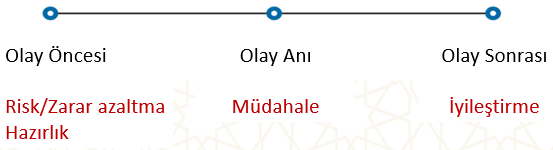 Olay Öncesi Olay Anı Olay Sonrası
Risk/Zarar azaltma Müdahale İyileştirme
Hazırlık